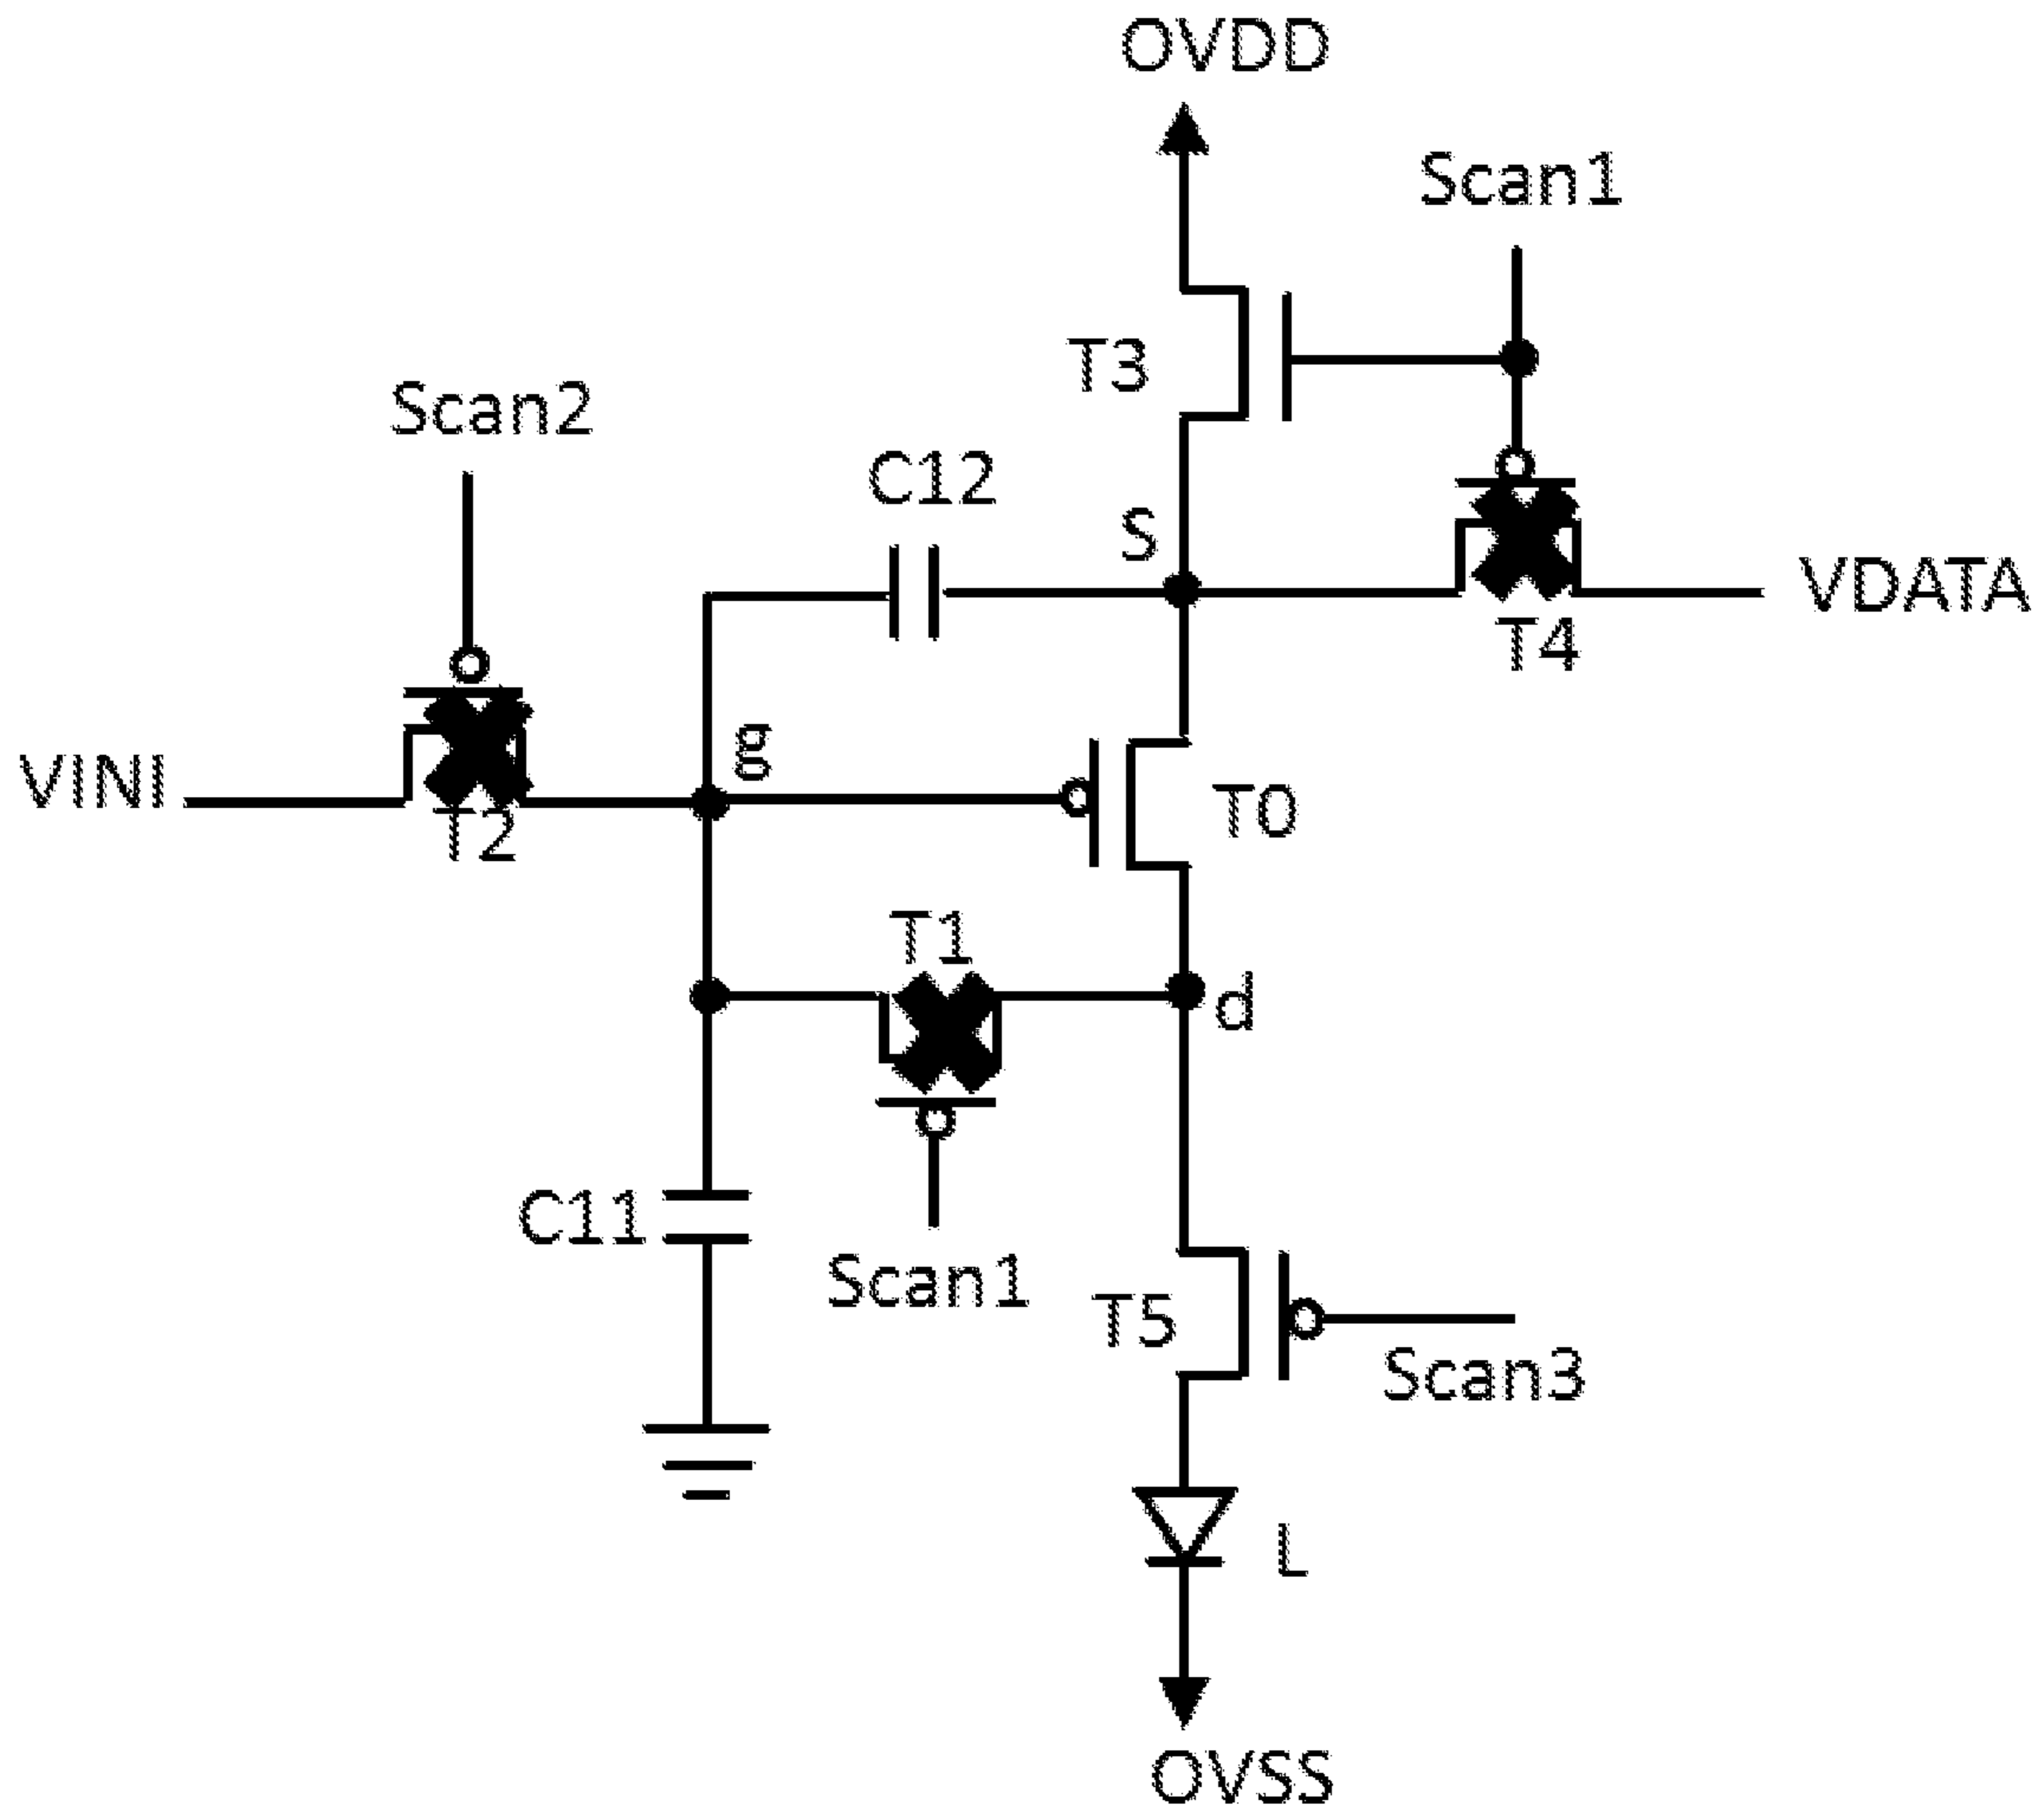 OVDD
Scan1
T3
Scan2
C12
S
VDATA
T4
g
VINI
T0
T2
T1
d
C11
Scan1
T5
Scan3
L
OVSS